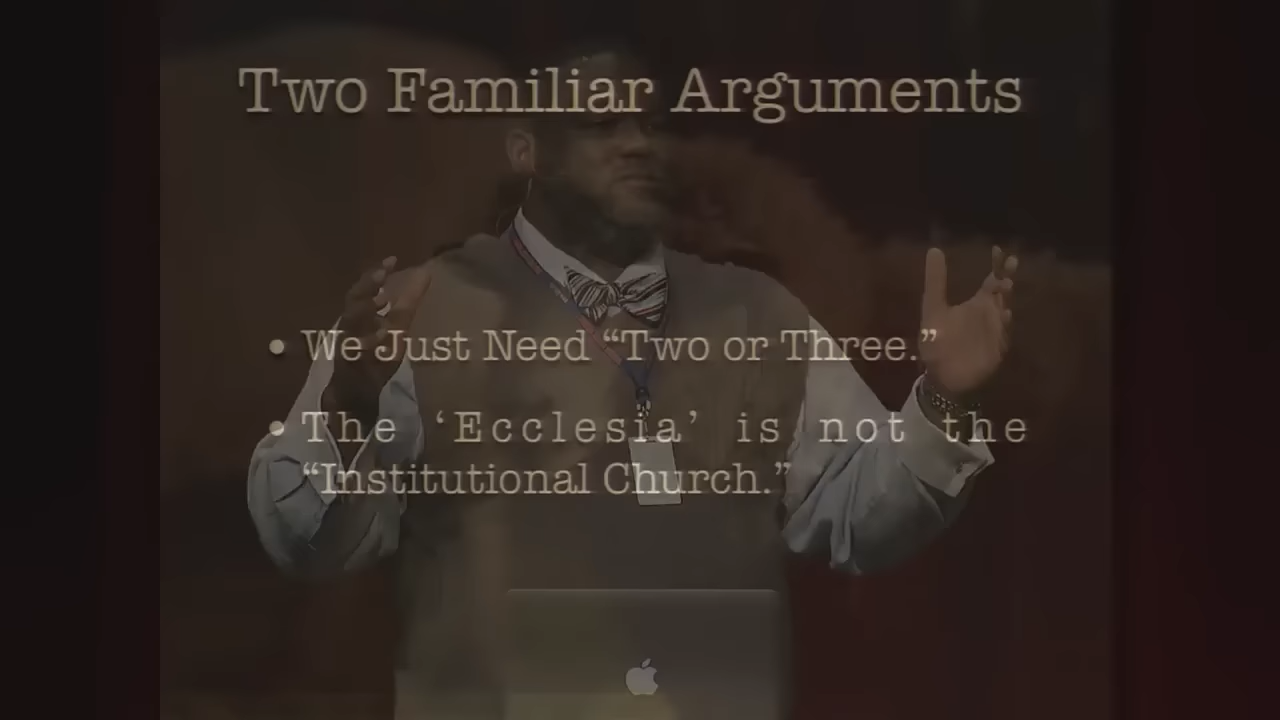 Two Familiar Arguments
• We Just Need “Two or Three.”
• The ‘Ecclesia’ is not the
“Institutional Church.”